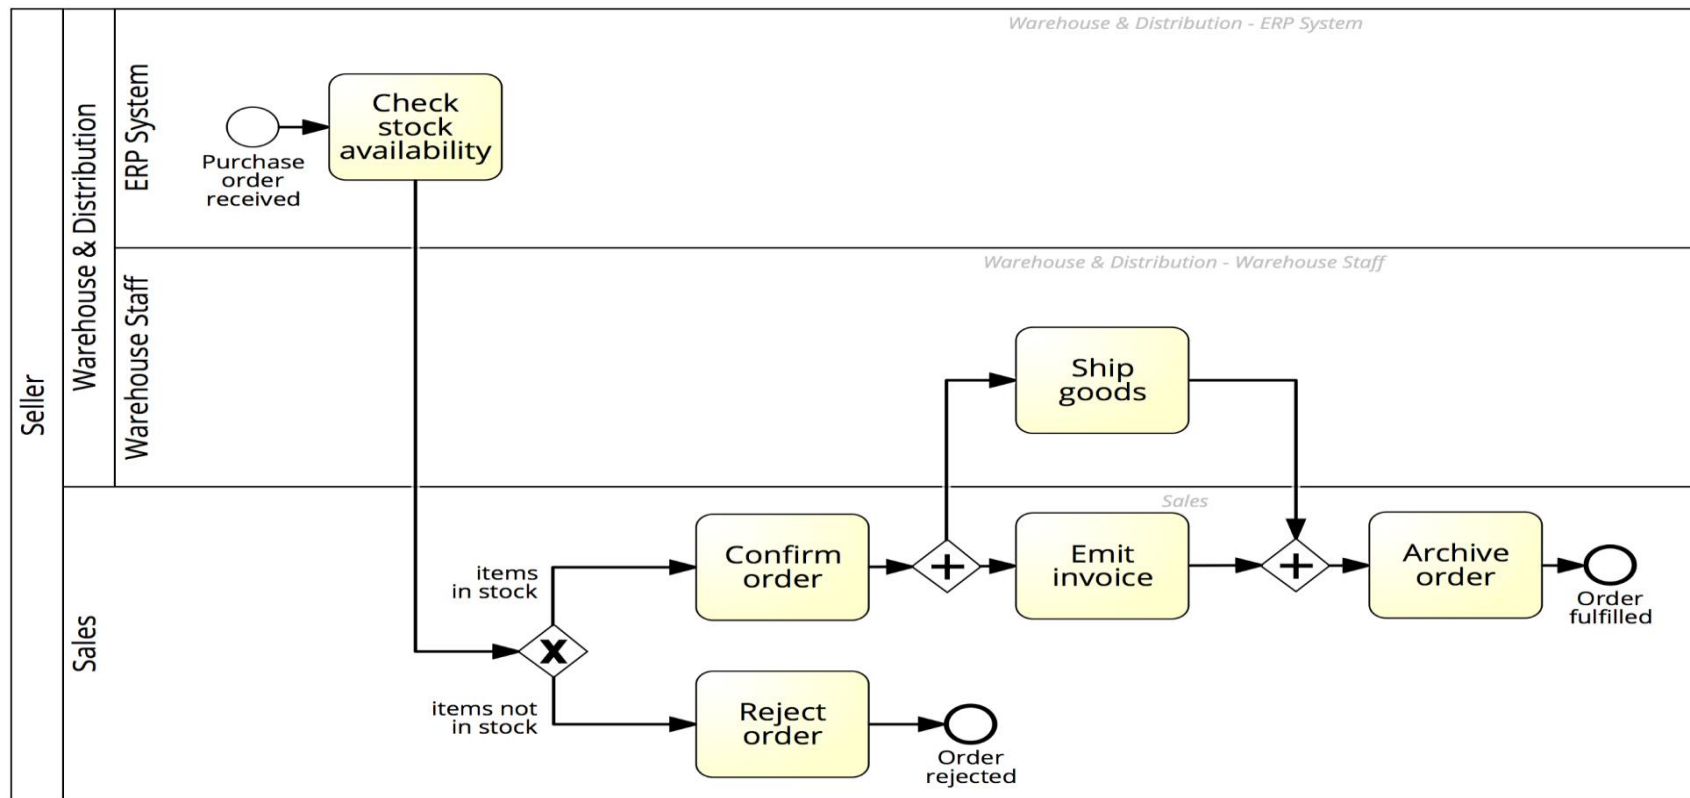 Seller
Warehouse & Distribution
ERP System
Warehouse & Distribution - ERP System
Purchase
order
received
Check
stock
availability
Warehouse Staff
Warehouse & Distribution - Warehouse Staff
Ship
goods
Sales
Sales
items
in stock
X
items not
in stock
Confirm
order
+
Emit
invoice
+
Archive
order
Order
fulfilled
Reject
order
Order
rejected